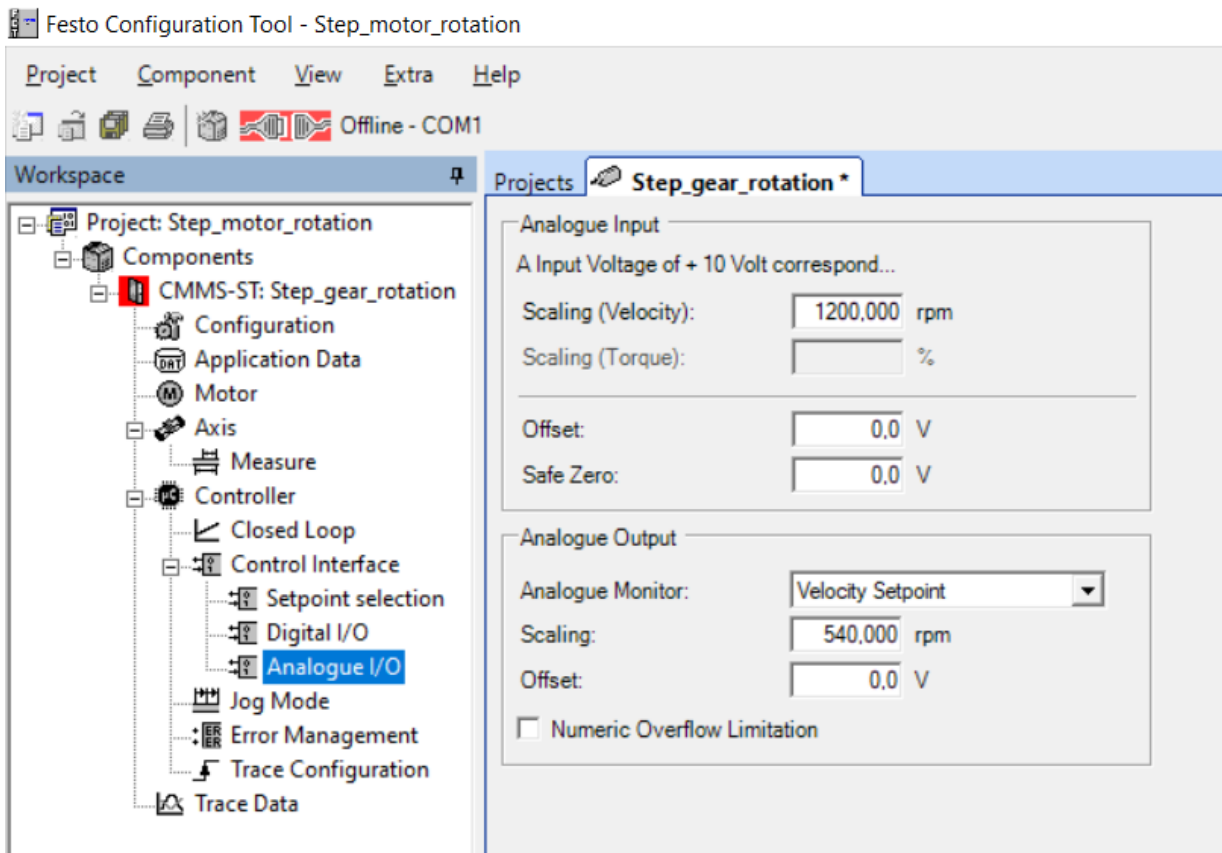 Festo Configuration Tool - Step_motor_rotation
Project Component View Extra Help
Offline - COM1
Workspace
Project: Step_motor_rotation
Components
CMMS-ST: Step_gear_rotation
Configuration
DAT Application Data
M Motor
Axis
Measure
PC Controller
Closed Loop
Control Interface
Setpoint selection
Digital I/O
Analogue I/O
Jog Mode
ER
ER Error Management
Trace Configuration
Trace Data
Projects Step_gear_rotation *
Analogue Input
A Input Voltage of + 10 Volt correspond...
Scaling (Velocity): 1200,000 rpm
Scaling (Torque): %
Offset: 0,0 V
Safe Zero: 0,0 V
Analogue Output
Analogue Monitor: Velocity Setpoint
Scaling: 540,000 rpm
Offset: 0,0 V
Numeric Overflow Limitation